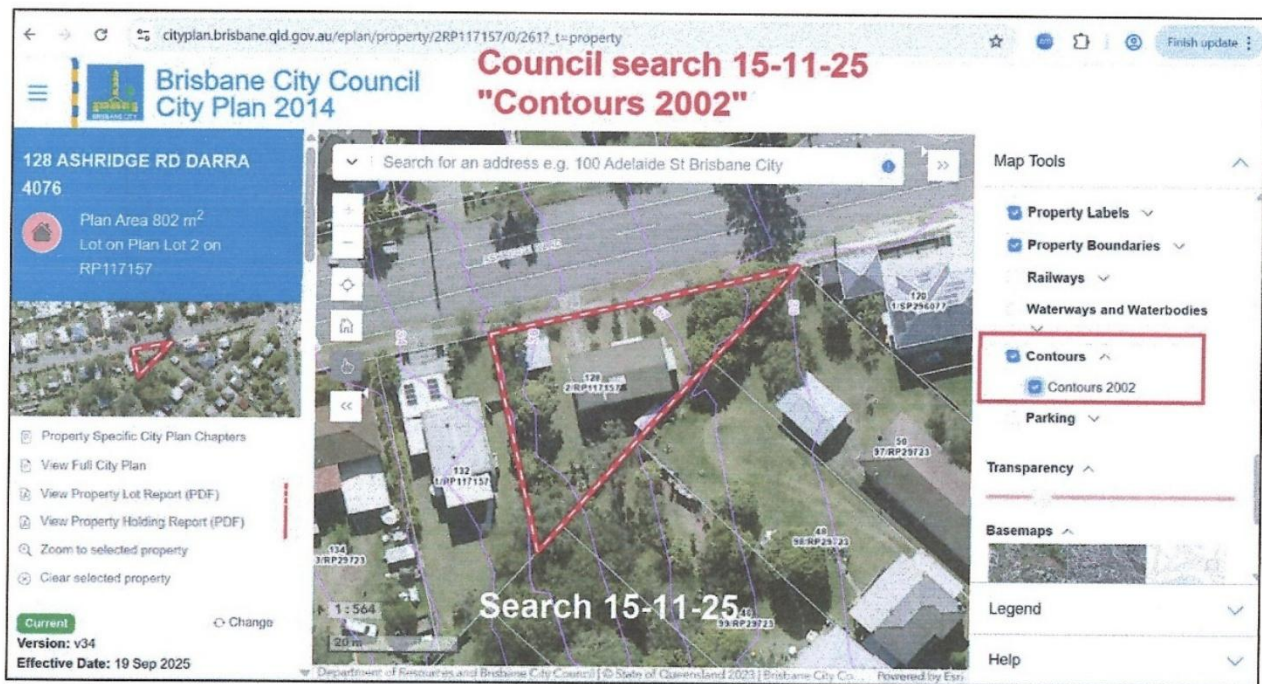 cityplan.brisbane.qld.gov.au/eplan/property/2RP117157/0/261?_t=property
Finish update
Council search 15-11-25
"Contours 2002"
Brisbane City Council
City Plan 2014
BRISBANE CITY
128 ASHRIDGE RD DARRA
4076
Plan Area 802 m²
Lot on Plan Lot 2 on
RP117157
Property Specific City Plan Chapters
View Full City Plan
View Property Lot Report (PDF)
View Property Holding Report (PDF)
Zoom to selected property
Clear selected property
Current
Change
Version: v34
Effective Date: 19 Sep 2025
Search for an address e.g. 100 Adelaide St Brisbane City
ASHRIDGE ROAD
120
1/SP296077
128
2/RP117157
132
1/RP117157
134
3/RP29723
50
97/RP29723
48
98/RP29723
99/RP29723
Search 15-11-25
1 : 564
20 m
Department of Resources and Brisbane City Council | © State of Queensland 2023 | Brisbane City Co...
Powered by Esri
Map Tools
Property Labels
Property Boundaries
Railways
Waterways and Waterbodies
Contours
Contours 2002
Parking
Transparency
Basemaps
Legend
Help